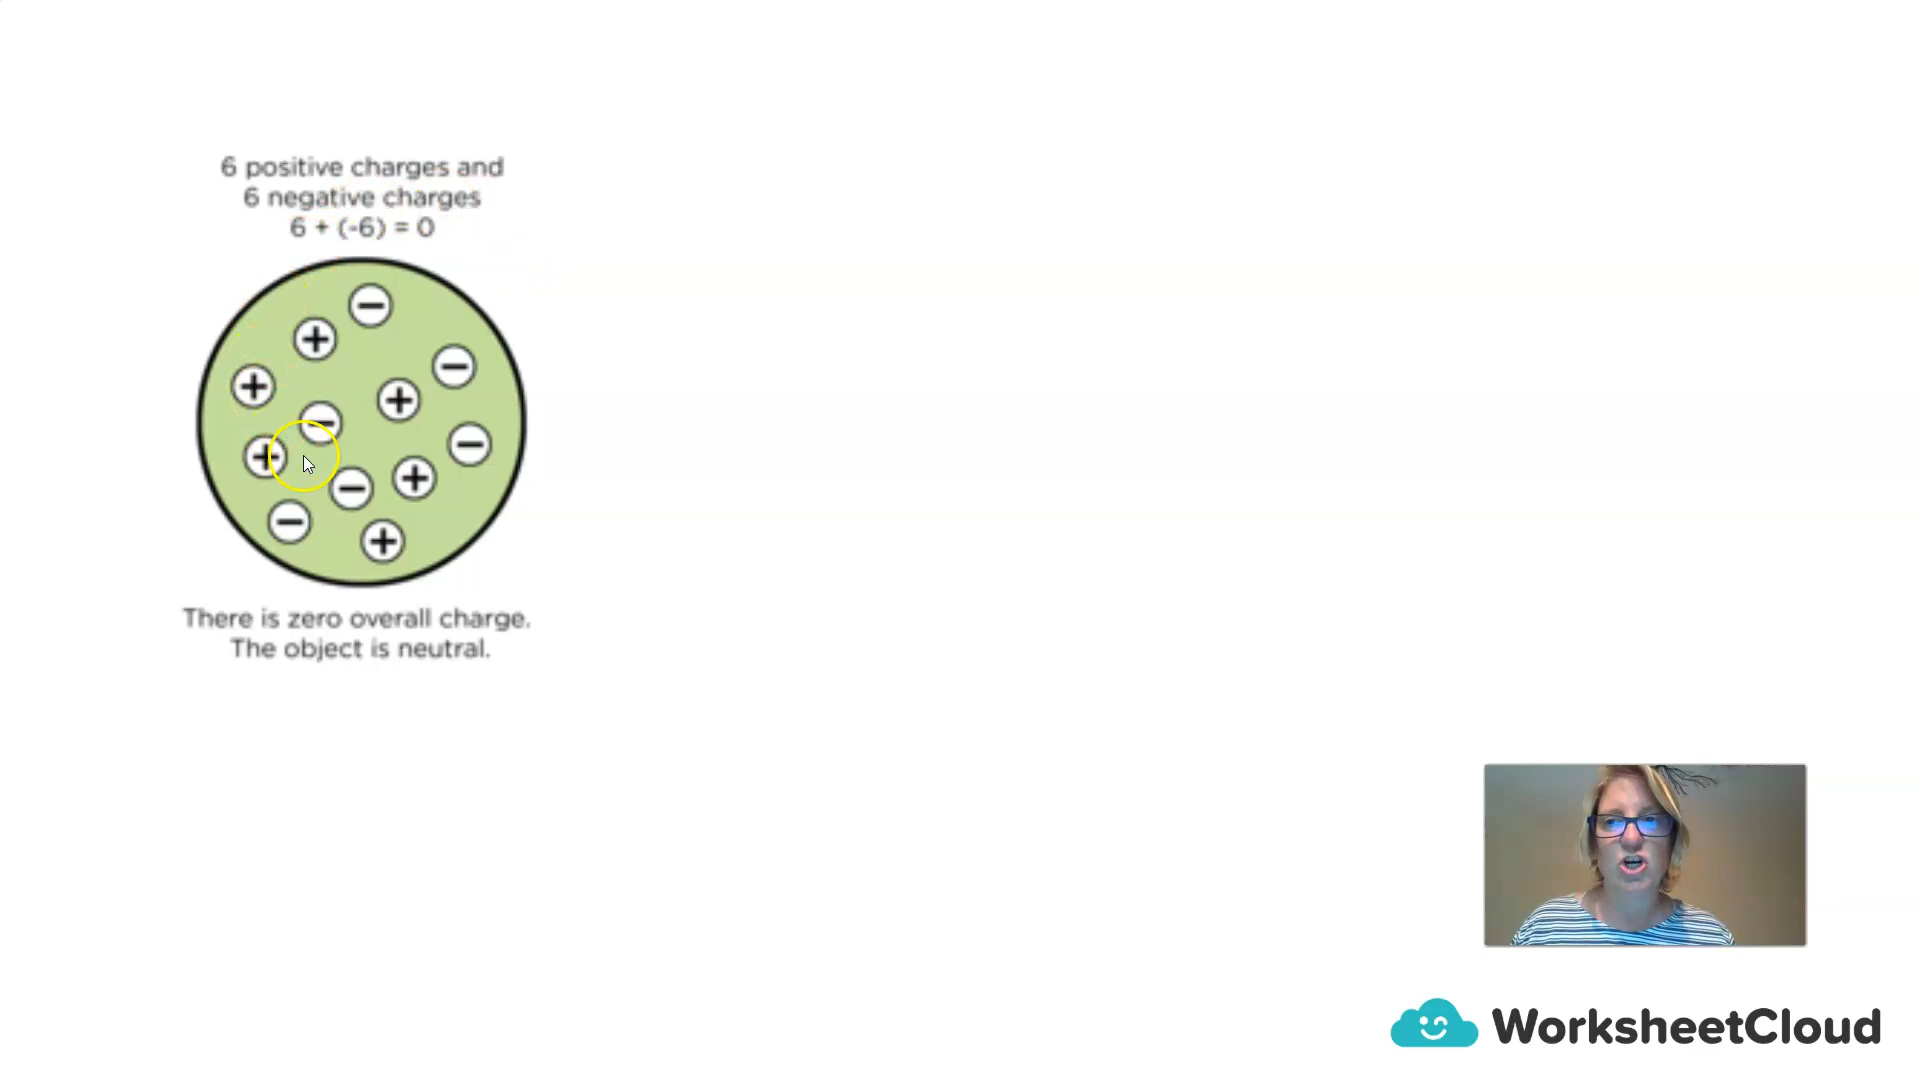 6 positive charges and
6 negative charges
6 + (-6) = 0
There is zero overall charge.
The object is neutral.
WorksheetCloud